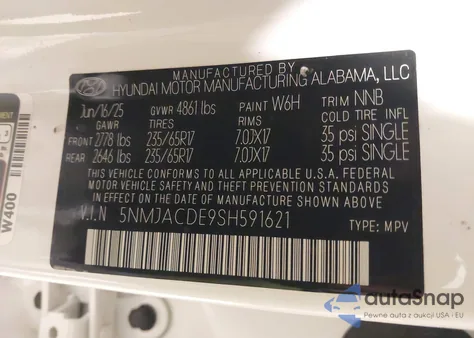 MANUFACTURED BY
HYUNDAI MOTOR MANUFACTURING ALABAMA, LLC
Jun/16/25 GVWR 4861 lbs PAINT W6H TRIM NNB
GAWR TIRES RIMS COLD TIRE INFL
FRONT 2778 lbs 235/65R17 7.0JX17 35 psi SINGLE
REAR 2646 lbs 235/65R17 7.0JX17 35 psi SINGLE
THIS VEHICLE CONFORMS TO ALL APPLICABLE U.S.A. FEDERAL
MOTOR VEHICLE SAFETY, BUMPER, AND THEFT PREVENTION STANDARDS
IN EFFECT ON THE DATE OF MANUFACTURE SHOWN ABOVE.
V.I.N 5NMJACDE9SH591621 TYPE: MPV
W400
autoSnap
Pewne auta z aukcji USA i EU